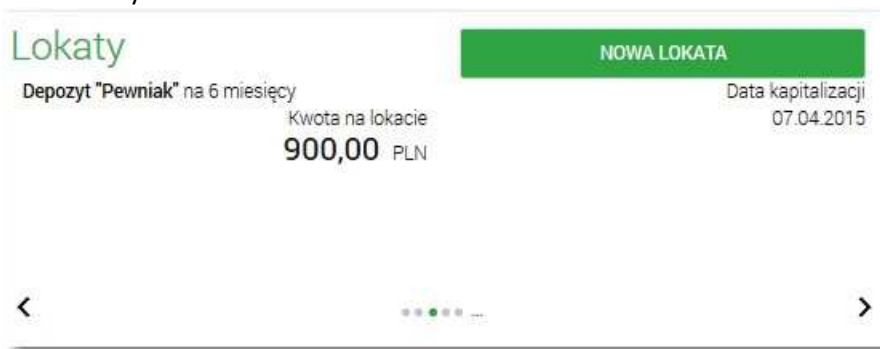 Lokaty
NOWA LOKATA
Depozyt "Pewniak" na 6 miesięcy
Data kapitalizacji
Kwota na lokacie
07.04.2015
900,00 PLN
...